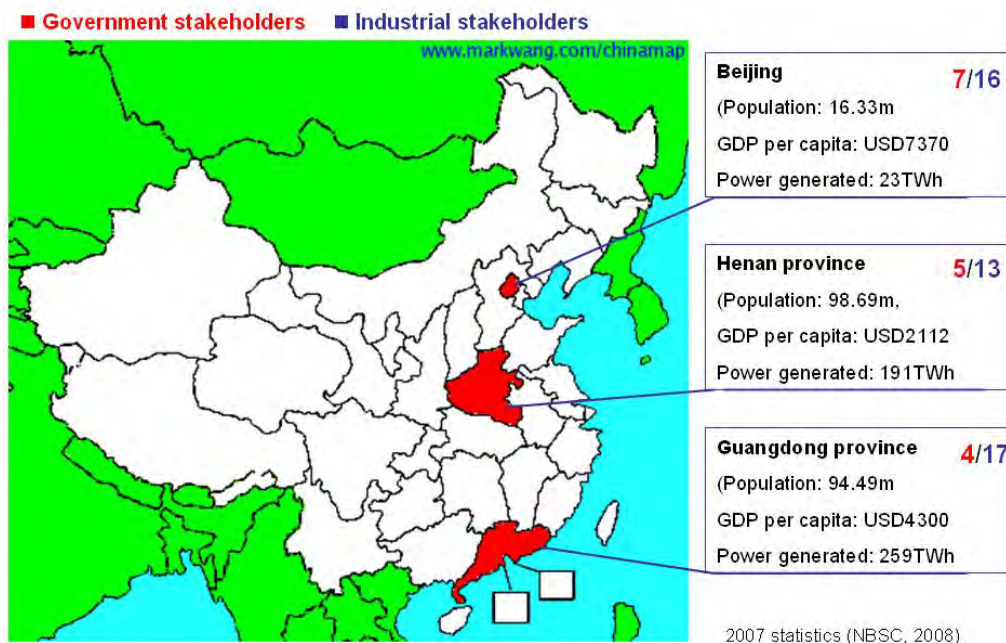 ■ Government stakeholders ■ Industrial stakeholders
www.markwang.com/chinamap
Beijing 7/16
(Population: 16.33m
GDP per capita: USD7370
Power generated: 23TWh
Henan province 5/13
(Population: 98.69m,
GDP per capita: USD2112
Power generated: 191TWh
Guangdong province 4/17
(Population: 94.49m
GDP per capita: USD4300
Power generated: 259TWh
2007 statistics (NBSC, 2008)